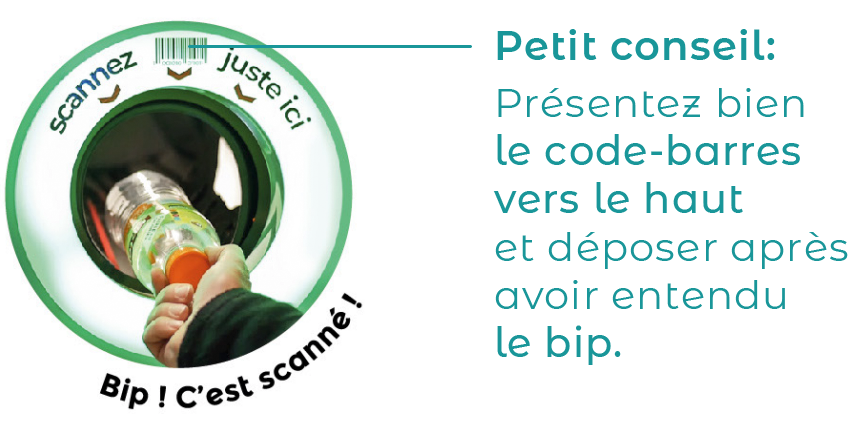 scannez juste ici
Petit conseil:
Présentez bien
le code-barres
vers le haut
et déposer après
avoir entendu
le bip.
Bip ! C'est scanné !